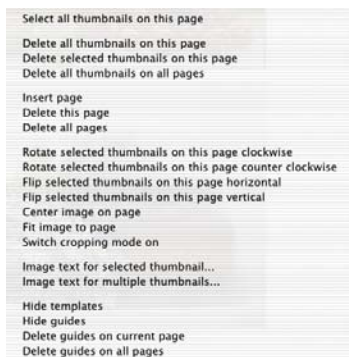 Select all thumbnails on this page
Delete all thumbnails on this page
Delete selected thumbnails on this page
Delete all thumbnails on all pages
Insert page
Delete this page
Delete all pages
Rotate selected thumbnails on this page clockwise
Rotate selected thumbnails on this page counter clockwise
Flip selected thumbnails on this page horizontal
Flip selected thumbnails on this page vertical
Center image on page
Fit image to page
Switch cropping mode on
Image text for selected thumbnail...
Image text for multiple thumbnails...
Hide templates
Hide guides
Delete guides on current page
Delete guides on all pages